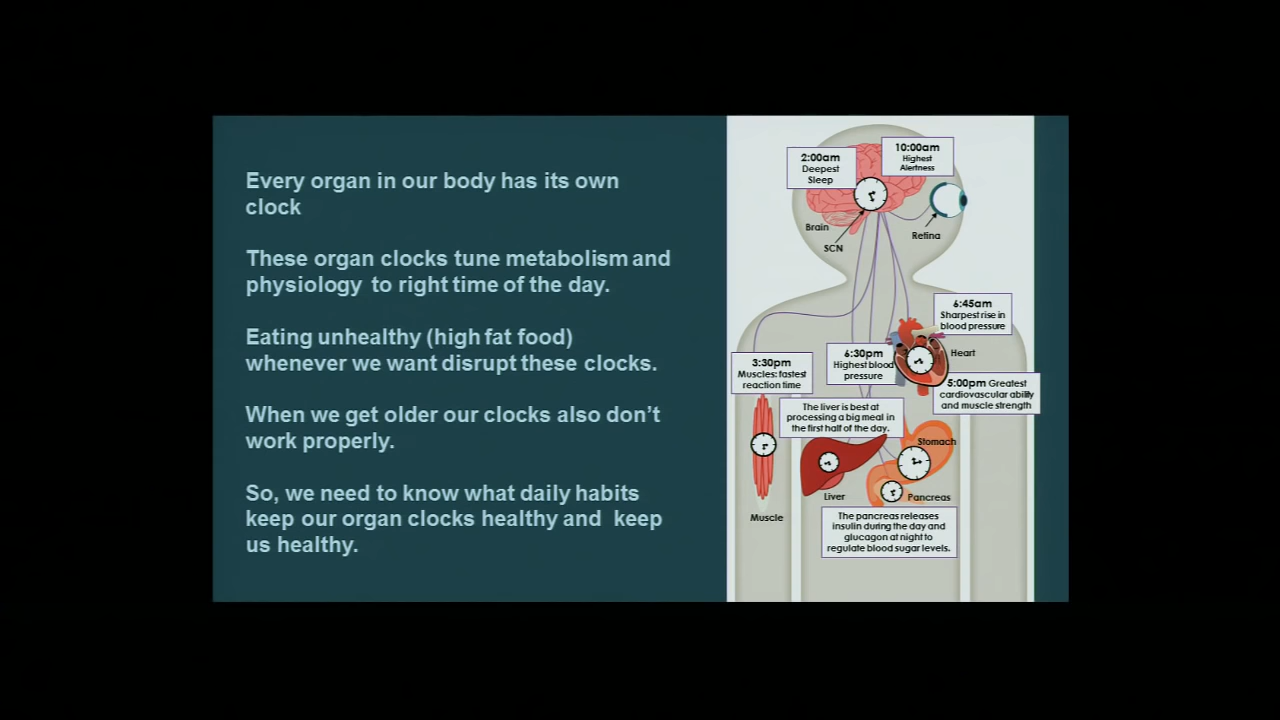 Every organ in our body has its own
clock
These organ clocks tune metabolism and
physiology to right time of the day.
Eating unhealthy (high fat food)
whenever we want disrupt these clocks.
When we get older our clocks also don't
work properly.
So, we need to know what daily habits
keep our organ clocks healthy and keep
us healthy.
2:00am
Deepest
Sleep
10:00am
Highest
Alertness
Brain
SCN
Retina
6:45am
Sharpest rise in
blood pressure
Heart
6:30pm
Highest blood
pressure
3:30pm
Muscles: fastest
reaction time
5:00pm Greatest
cardiovascular ability
and muscle strength
The liver is best at
processing a big meal in
the first half of the day.
Stomach
Liver
Pancreas
Muscle
The pancreas releases
insulin during the day and
glucagon at night to
regulate blood sugar levels.